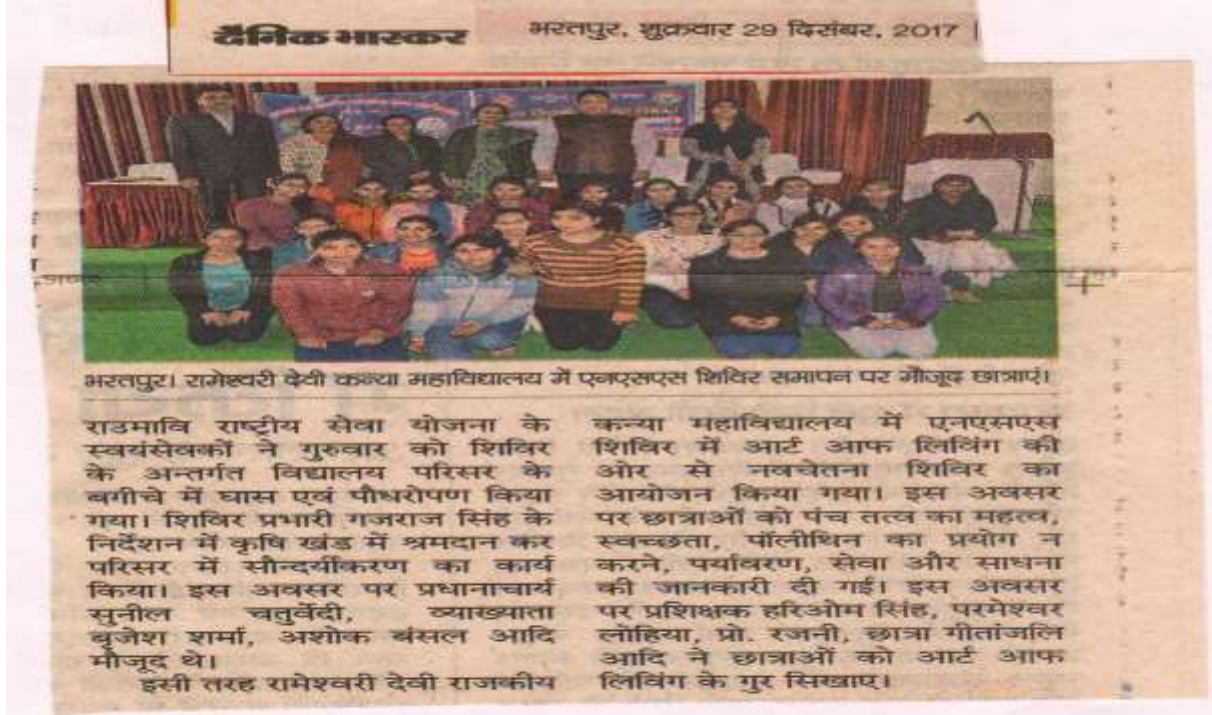 दैनिक भास्कर
भरतपुर, शुक्रवार 29 दिसंबर, 2017
भरतपुर। रामेश्वरी देवी कन्या महाविद्यालय में एनएसएस शिविर समापन पर मौजूद छात्राएं।
राउमावि राष्ट्रीय सेवा योजना के
स्वयंसेवकों ने गुरुवार को शिविर
के अन्तर्गत विद्यालय परिसर के
बगीचे में घास एवं पौधरोपण किया
गया। शिविर प्रभारी गजराज सिंह के
निर्देशन में कृषि खंड में श्रमदान कर
परिसर में सौन्दर्यीकरण का कार्य
किया। इस अवसर पर प्रधानाचार्य
सुनील चतुर्वेदी, व्याख्याता
बृजेश शर्मा, अशोक बंसल आदि
मौजूद थे।
इसी तरह रामेश्वरी देवी राजकीय
कन्या महाविद्यालय में एनएसएस
शिविर में आर्ट आफ लिविंग की
ओर से नवचेतना शिविर का
आयोजन किया गया। इस अवसर
पर छात्राओं को पंच तत्व का महत्व,
स्वच्छता, पॉलीथिन का प्रयोग न
करने, पर्यावरण, सेवा और साधना
की जानकारी दी गई। इस अवसर
पर प्रशिक्षक हरिओम सिंह, परमेश्वर
लोहिया, प्रो. रजनी, छात्रा गीतांजलि
आदि ने छात्राओं को आर्ट आफ
लिविंग के गुर सिखाए।